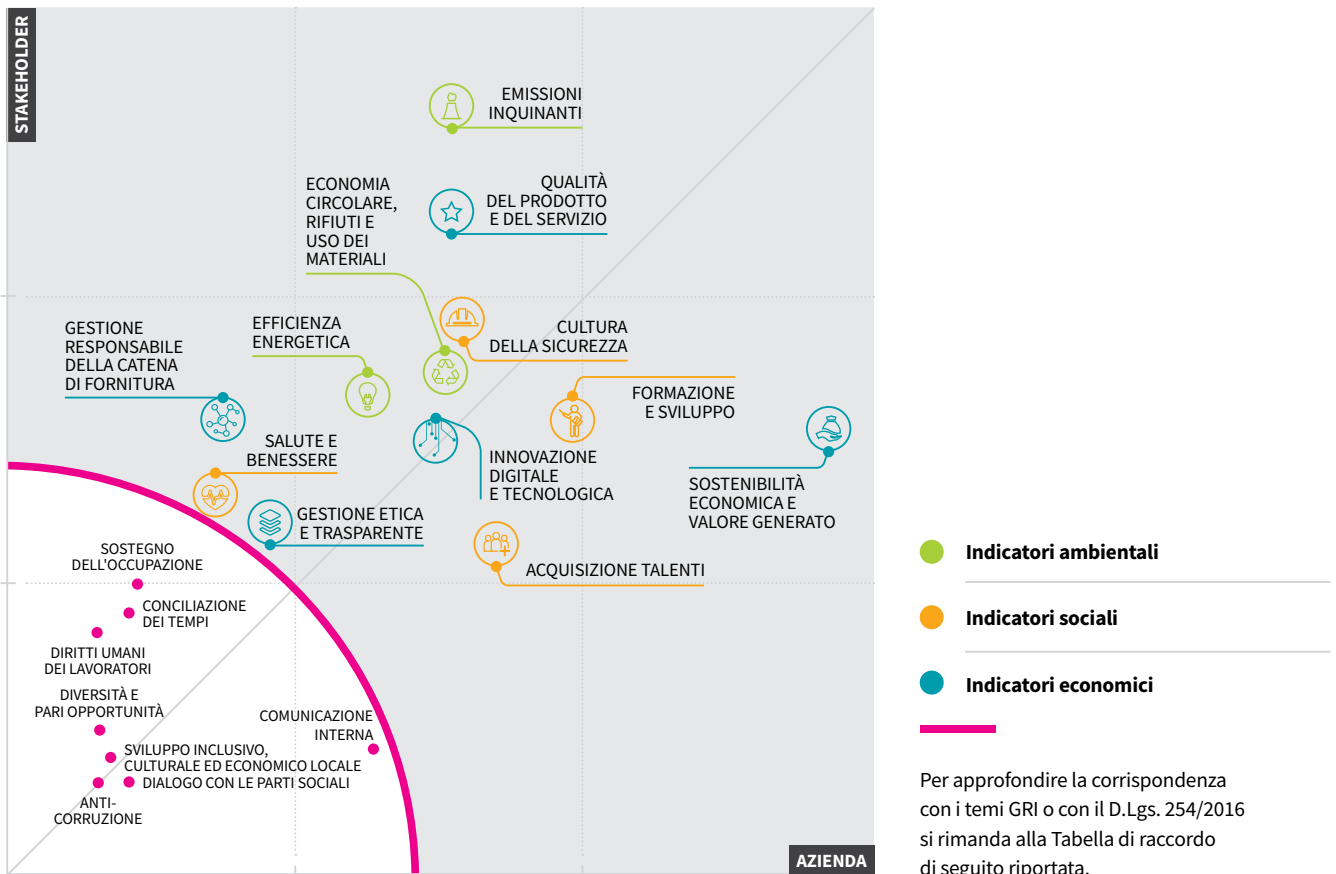 STAKEHOLDER
EMISSIONI
INQUINANTI
ECONOMIA
CIRCOLARE,
RIFIUTI E
USO DEI
MATERIALI
QUALITÀ
DEL PRODOTTO
E DEL SERVIZIO
GESTIONE
RESPONSABILE
DELLA CATENA
DI FORNITURA
EFFICIENZA
ENERGETICA
CULTURA
DELLA SICUREZZA
FORMAZIONE
E SVILUPPO
SALUTE E
BENESSERE
INNOVAZIONE
DIGITALE
E TECNOLOGICA
SOSTENIBILITÀ
ECONOMICA E
VALORE GENERATO
GESTIONE ETICA
E TRASPARENTE
ACQUISIZIONE TALENTI
SOSTEGNO
DELL'OCCUPAZIONE
CONCILIAZIONE
DEI TEMPI
DIRITTI UMANI
DEI LAVORATORI
DIVERSITÀ E
PARI OPPORTUNITÀ
COMUNICAZIONE
INTERNA
SVILUPPO INCLUSIVO,
CULTURALE ED ECONOMICO LOCALE
DIALOGO CON LE PARTI SOCIALI
ANTI-
CORRUZIONE
AZIENDA
Indicatori ambientali
Indicatori sociali
Indicatori economici
Per approfondire la corrispondenza
con i temi GRI o con il D.Lgs. 254/2016
si rimanda alla Tabella di raccordo
di seguito riportata.